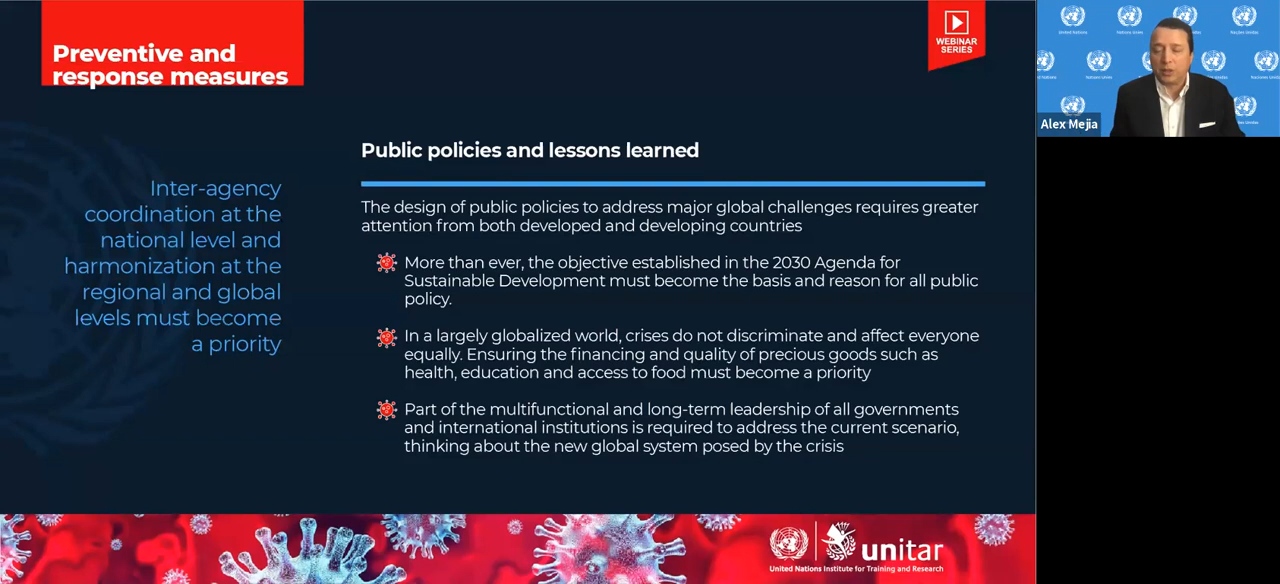 Preventive and
response measures
WEBINAR
SERIES
Inter-agency
coordination at the
national level and
harmonization at the
regional and global
levels must become
a priority
Public policies and lessons learned
The design of public policies to address major global challenges requires greater
attention from both developed and developing countries
More than ever, the objective established in the 2030 Agenda for
Sustainable Development must become the basis and reason for all public
policy.
In a largely globalized world, crises do not discriminate and affect everyone
equally. Ensuring the financing and quality of precious goods such as
health, education and access to food must become a priority
Part of the multifunctional and long-term leadership of all governments
and international institutions is required to address the current scenario,
thinking about the new global system posed by the crisis
unitar
United Nations Institute for Training and Research
United Nations
Nations Unies
Nações Unidas
Alex Mejia